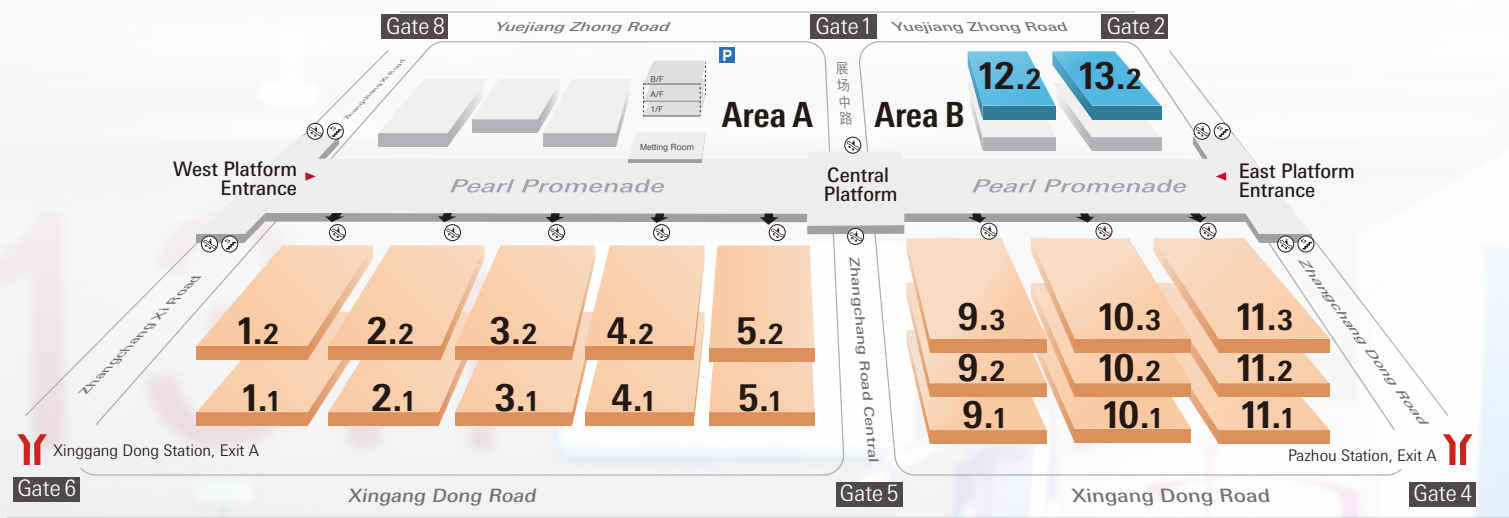 Gate 8
Yuejiang Zhong Road
Gate 1
Yuejiang Zhong Road
Gate 2
P
Zhangchang Xi Road
B/F
A/F
1/F
Metting Room
Area A
展场中路
Area B
12.2
13.2
West Platform
Entrance
Pearl Promenade
Central
Platform
Pearl Promenade
East Platform
Entrance
Zhangchang Xi Road
1.2
2.2
3.2
4.2
5.2
1.1
2.1
3.1
4.1
5.1
Zhangchang Road Central
9.3
10.3
11.3
9.2
10.2
11.2
9.1
10.1
11.1
Zhangchang Dong Road
Xinggang Dong Station, Exit A
Pazhou Station, Exit A
Gate 6
Xingang Dong Road
Gate 5
Xingang Dong Road
Gate 4